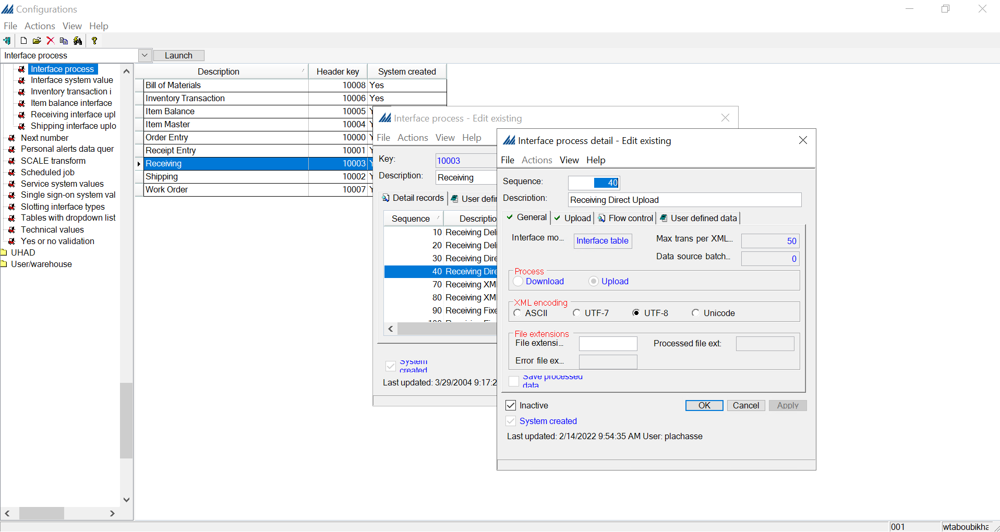 Configurations
File Actions View Help
Interface process
Launch
Interface process
Interface system value
Inventory transaction i
Item balance interface
Receiving interface upl
Shipping interface uplo
Next number
Personal alerts data quer
SCALE transform
Scheduled job
Service system values
Single sign-on system val
Slotting interface types
Tables with dropdown list
Technical values
Yes or no validation
UHAD
User/warehouse
Description Header key System created
Bill of Materials 10008 Yes
Inventory Transaction 10006 Yes
Item Balance 10005
Item Master 10004
Order Entry 10000
Receipt Entry 10001
Receiving 10003
Shipping 10002
Work Order 10007
Interface process - Edit existing
File Actions View Help
Key: 10003
Description: Receiving
Detail records User defin
Sequence Descriptio
10 Receiving Deli
20 Receiving Deli
30 Receiving Dire
40 Receiving Dire
70 Receiving XM
80 Receiving XM
90 Receiving Fixe
System created
Last updated: 3/29/2004 9:17:2
Interface process detail - Edit existing
File Actions View Help
Sequence: 40
Description: Receiving Direct Upload
General Upload Flow control User defined data
Interface mo... Interface table Max trans per XML... 50
Data source batch... 0
Process
Download Upload
XML encoding
ASCII UTF-7 UTF-8 Unicode
File extensions
File extensi... Processed file ext:
Error file ex...
Save processed data
Inactive OK Cancel Apply
System created
Last updated: 2/14/2022 9:54:35 AM User: plachasse
001 wtaboubikha